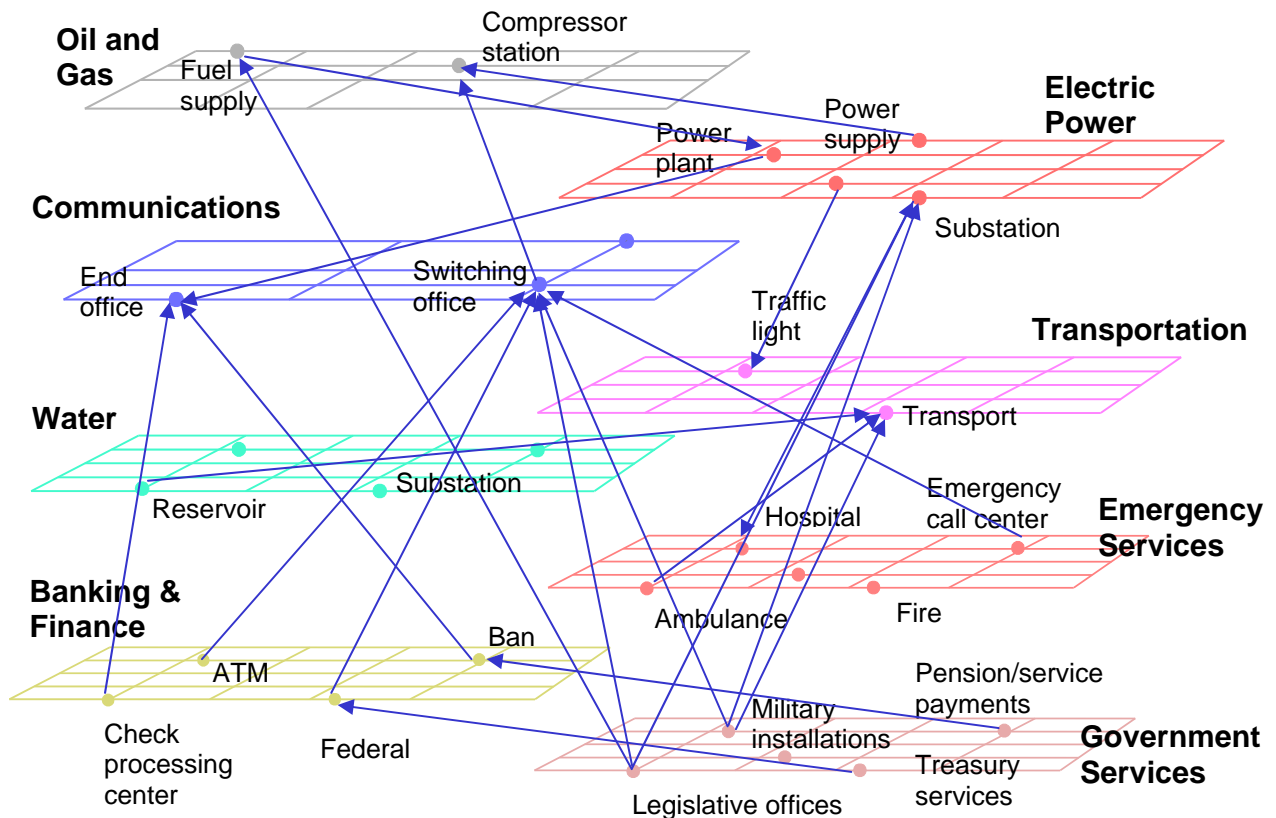 Oil and
Gas
Fuel
supply
Compressor
station
Electric
Power
Power
plant
Power
supply
Substation
Communications
End
office
Switching
office
Traffic
light
Transportation
Transport
Water
Reservoir
Substation
Hospital
Emergency
call center
Emergency
Services
Ambulance
Fire
Banking &
Finance
ATM
Ban
Check
processing
center
Federal
Pension/service
payments
Military
installations
Government
Services
Legislative offices
Treasury
services